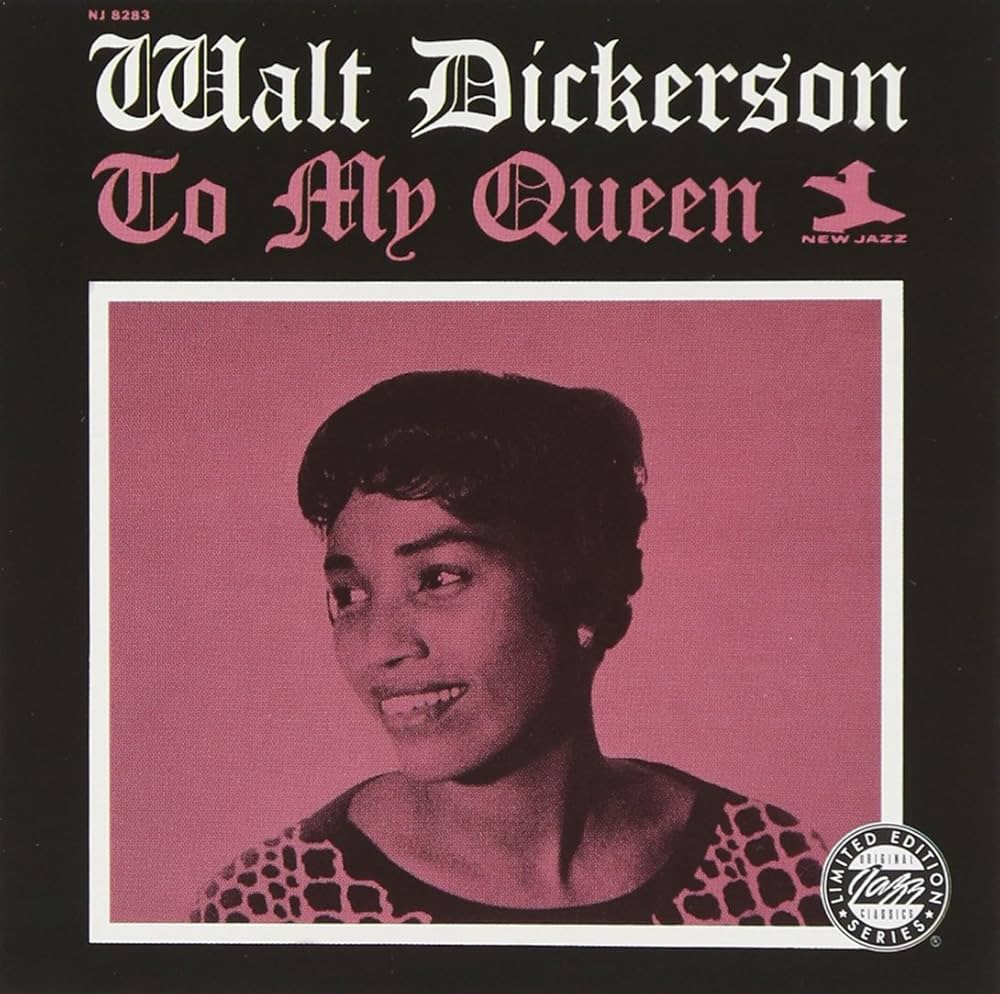 NJ 8283
Walt Dickerson
To My Queen
NEW JAZZ
LIMITED EDITION
ORIGINAL
Jazz
CLASSICS
★ SERIES ★
®